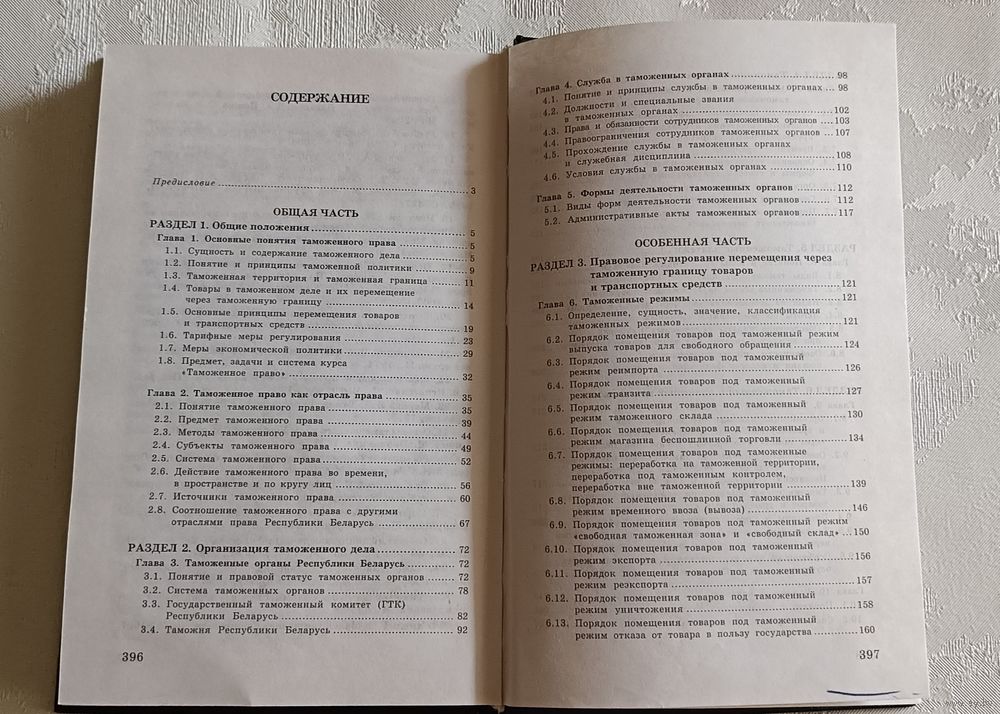 СОДЕРЖАНИЕ
Предисловие 3
ОБЩАЯ ЧАСТЬ
РАЗДЕЛ 1. Общие положения 5
Глава 1. Основные понятия таможенного права 5
1.1. Сущность и содержание таможенного дела 5
1.2. Понятие и принципы таможенной политики 9
1.3. Таможенная территория и таможенная граница 11
1.4. Товары в таможенном деле и их перемещение
через таможенную границу 14
1.5. Основные принципы перемещения товаров
и транспортных средств 19
1.6. Тарифные меры регулирования 23
1.7. Меры экономической политики 29
1.8. Предмет, задачи и система курса
«Таможенное право» 32
Глава 2. Таможенное право как отрасль права 35
2.1. Понятие таможенного права 35
2.2. Предмет таможенного права 39
2.3. Методы таможенного права 44
2.4. Субъекты таможенного права 49
2.5. Система таможенного права 52
2.6. Действие таможенного права во времени,
в пространстве и по кругу лиц 56
2.7. Источники таможенного права 60
2.8. Соотношение таможенного права с другими
отраслями права Республики Беларусь 67
РАЗДЕЛ 2. Организация таможенного дела 72
Глава 3. Таможенные органы Республики Беларусь 72
3.1. Понятие и правовой статус таможенных органов 72
3.2. Система таможенных органов 78
3.3. Государственный таможенный комитет (ГТК)
Республики Беларусь 82
3.4. Таможня Республики Беларусь 92
396
Глава 4. Служба в таможенных органах 98
4.1. Понятие и принципы службы в таможенных органах 98
4.2. Должности и специальные звания
в таможенных органах 102
4.3. Права и обязанности сотрудников таможенных органов 103
4.4. Правоограничения сотрудников таможенных органов 107
4.5. Прохождение службы в таможенных органах
и служебная дисциплина 108
4.6. Условия службы в таможенных органах 110
Глава 5. Формы деятельности таможенных органов 112
5.1. Виды форм деятельности таможенных органов 112
5.2. Административные акты таможенных органов 117
ОСОБЕННАЯ ЧАСТЬ
РАЗДЕЛ 3. Правовое регулирование перемещения через
таможенную границу товаров
и транспортных средств 121
Глава 6. Таможенные режимы 121
6.1. Определение, сущность, значение, классификация
таможенных режимов 121
6.2. Порядок помещения товаров под таможенный режим
выпуска товаров для свободного обращения 124
6.3. Порядок помещения товаров под таможенный
режим реимпорта 126
6.4. Порядок помещения товаров под таможенный
режим транзита 127
6.5. Порядок помещения товаров под таможенный
режим таможенного склада 130
6.6. Порядок помещения товаров под таможенный
режим магазина беспошлинной торговли 134
6.7. Порядок помещения товаров под таможенные
режимы: переработка на таможенной территории,
переработка под таможенным контролем,
переработка вне таможенной территории 139
6.8. Порядок помещения товаров под таможенный
режим временного ввоза (вывоза) 146
6.9. Порядок помещения товаров под таможенный режим
«свободная таможенная зона» и «свободный склад» 150
6.10. Порядок помещения товаров под таможенный
режим экспорта 156
6.11. Порядок помещения товаров под таможенный
режим реэкспорта 157
6.12. Порядок помещения товаров под таможенный
режим уничтожения 158
6.13. Порядок помещения товаров под таможенный
режим отказа от товара в пользу государства 160
397